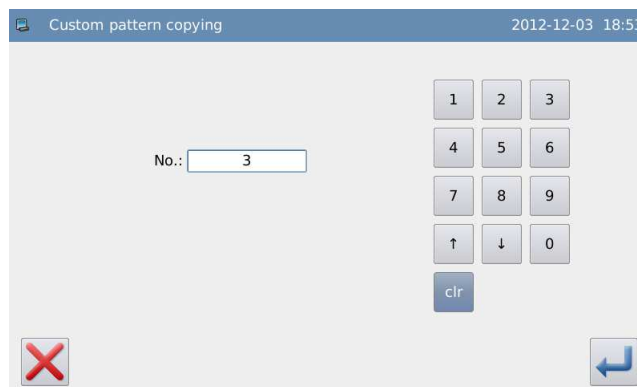 Custom pattern copying 2012-12-03 18:53
1 2 3
No.: 3
4 5 6
7 8 9
↑ ↓ 0
clr